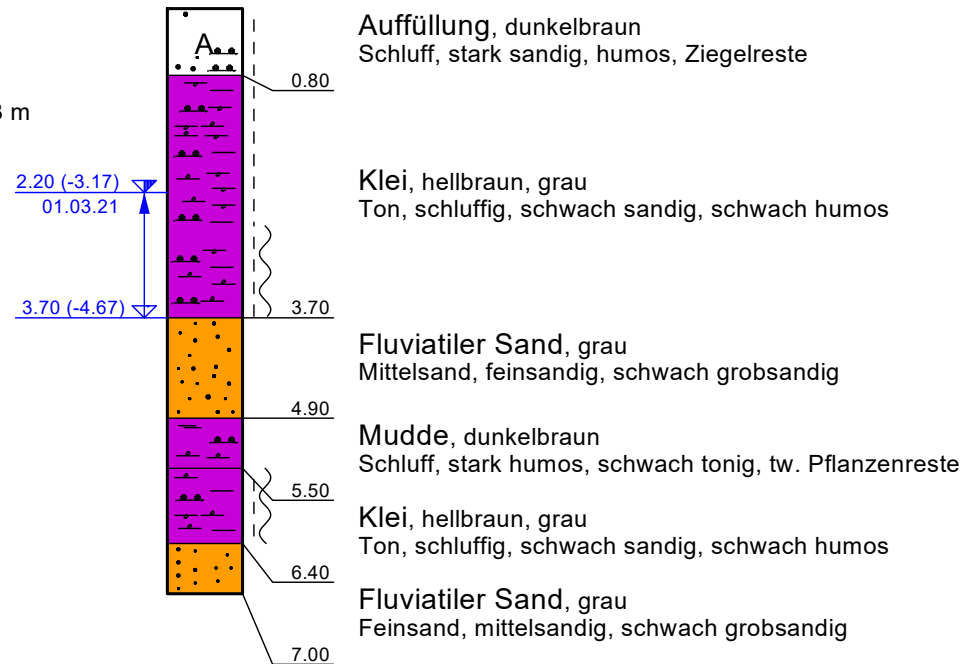 Auffüllung, dunkelbraun
Schluff, stark sandig, humos, Ziegelreste
A
0.80
3 m
2.20 (-3.17)
01.03.21
Klei, hellbraun, grau
Ton, schluffig, schwach sandig, schwach humos
3.70 (-4.67)
3.70
Fluviatiler Sand, grau
Mittelsand, feinsandig, schwach grobsandig
4.90
Mudde, dunkelbraun
Schluff, stark humos, schwach tonig, tw. Pflanzenreste
5.50
Klei, hellbraun, grau
Ton, schluffig, schwach sandig, schwach humos
6.40
Fluviatiler Sand, grau
Feinsand, mittelsandig, schwach grobsandig
7.00